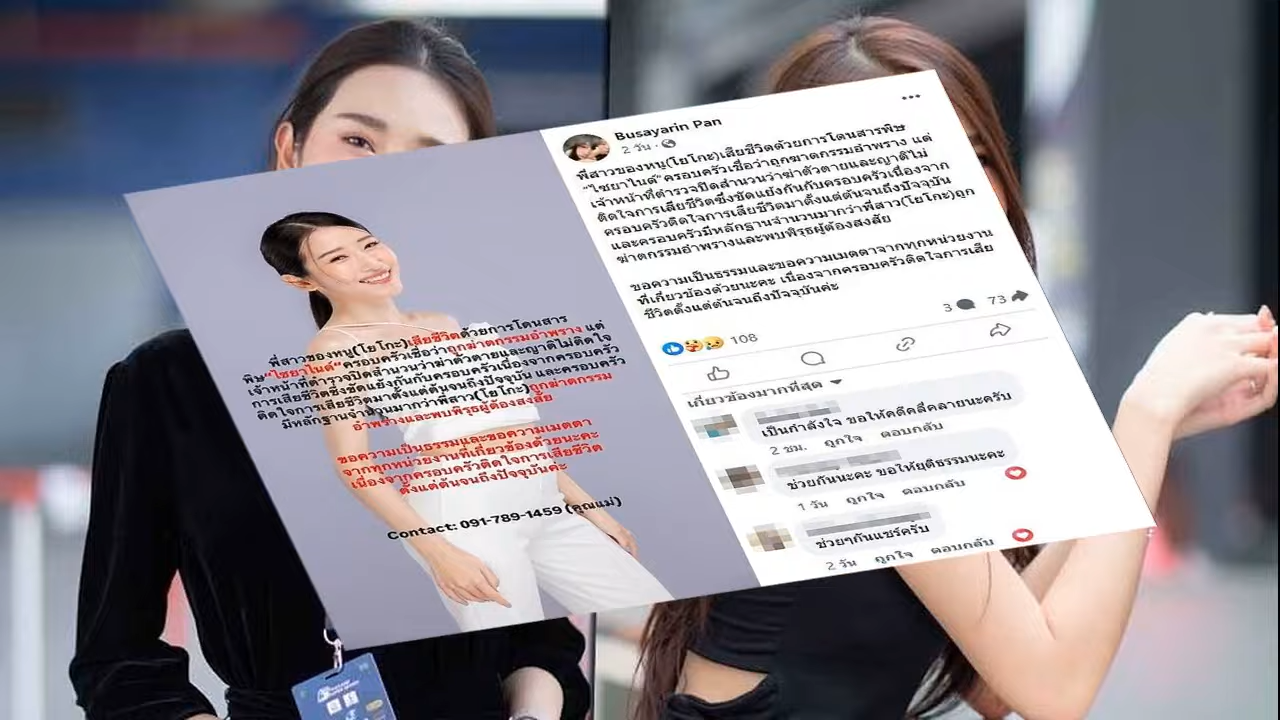 พี่สาวของหนู(โยโกะ)เสียชีวิตด้วยการโดนสาร
พิษ"ไซยาไนด์" ครอบครัวเชื่อว่าถูกฆาตกรรมอำพราง แต่
เจ้าหน้าที่ตำรวจปิดสำนวนว่าฆ่าตัวตายและญาติไม่ติดใจ
การเสียชีวิตซึ่งขัดแย้งกันกับครอบครัวเนื่องจากครอบครัว
ติดใจการเสียชีวิตมาตั้งแต่ต้นจนถึงปัจจุบัน และครอบครัว
มีหลักฐานจำนวนมากว่าพี่สาว(โยโกะ)ถูกฆาตกรรม
อำพรางและพบพิรุธผู้ต้องสงสัย
ขอความเป็นธรรมและขอความเมตตา
จากทุกหน่วยงานที่เกี่ยวข้องด้วยนะคะ
เนื่องจากครอบครัวติดใจการเสียชีวิต
ตั้งแต่ต้นจนถึงปัจจุบันค่ะ
Contact: 091-789-1459 (คุณแม่)
Busayarin Pan
2 วัน ·
พี่สาวของหนู(โยโกะ)เสียชีวิตด้วยการโดนสารพิษ
"ไซยาไนด์" ครอบครัวเชื่อว่าถูกฆาตกรรมอำพราง แต่
เจ้าหน้าที่ตำรวจปิดสำนวนว่าฆ่าตัวตายและญาติไม่
ติดใจการเสียชีวิตซึ่งขัดแย้งกันกับครอบครัวเนื่องจาก
ครอบครัวติดใจการเสียชีวิตมาตั้งแต่ต้นจนถึงปัจจุบัน
และครอบครัวมีหลักฐานจำนวนมากว่าพี่สาว(โยโกะ)ถูก
ฆาตกรรมอำพรางและพบพิรุธผู้ต้องสงสัย
ขอความเป็นธรรมและขอความเมตตาจากทุกหน่วยงาน
ที่เกี่ยวข้องด้วยนะคะ เนื่องจากครอบครัวติดใจการเสีย
ชีวิตตั้งแต่ต้นจนถึงปัจจุบันค่ะ
108 3 73
เกี่ยวข้องมากที่สุด
เป็นกำลังใจ ขอให้คดีคลี่คลายนะครับ
2 ชม. ถูกใจ ตอบกลับ
ช่วยกันนะคะ ขอให้ยุติธรรมนะคะ
1 วัน ถูกใจ ตอบกลับ
ช่วยๆกันแชร์ครับ
2 วัน ถูกใจ ตอบกลับ